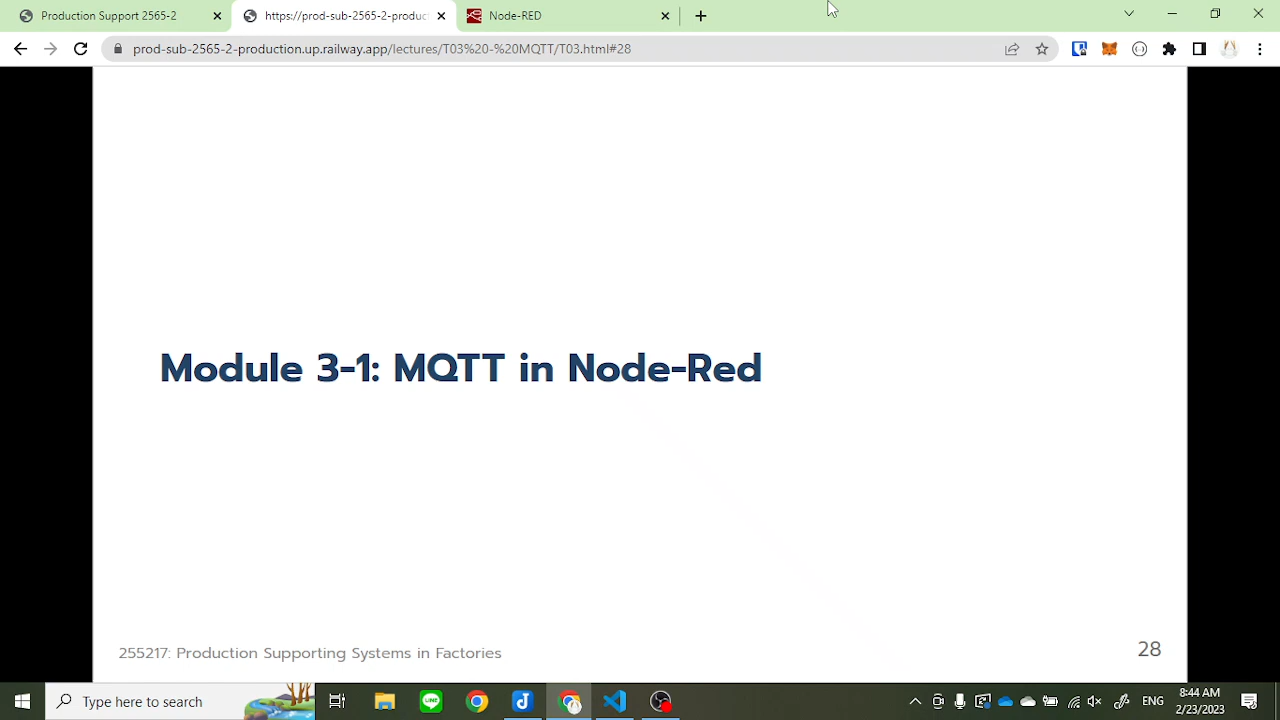 Production Support 2565-2
https://prod-sub-2565-2-produc
Node-RED
prod-sub-2565-2-production.up.railway.app/lectures/T03%20-%20MQTT/T03.html#28
Module 3-1: MQTT in Node-Red
255217: Production Supporting Systems in Factories
28
Type here to search
LINE
ENG
8:44 AM
2/23/2023